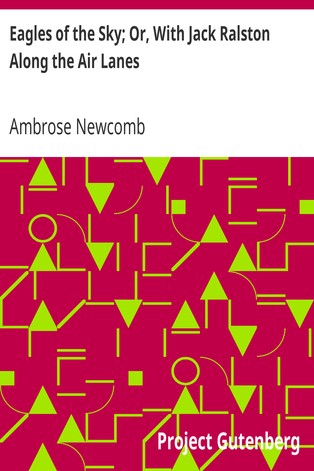 Eagles of the Sky; Or, With Jack Ralston
Along the Air Lanes
Ambrose Newcomb
Project Gutenberg